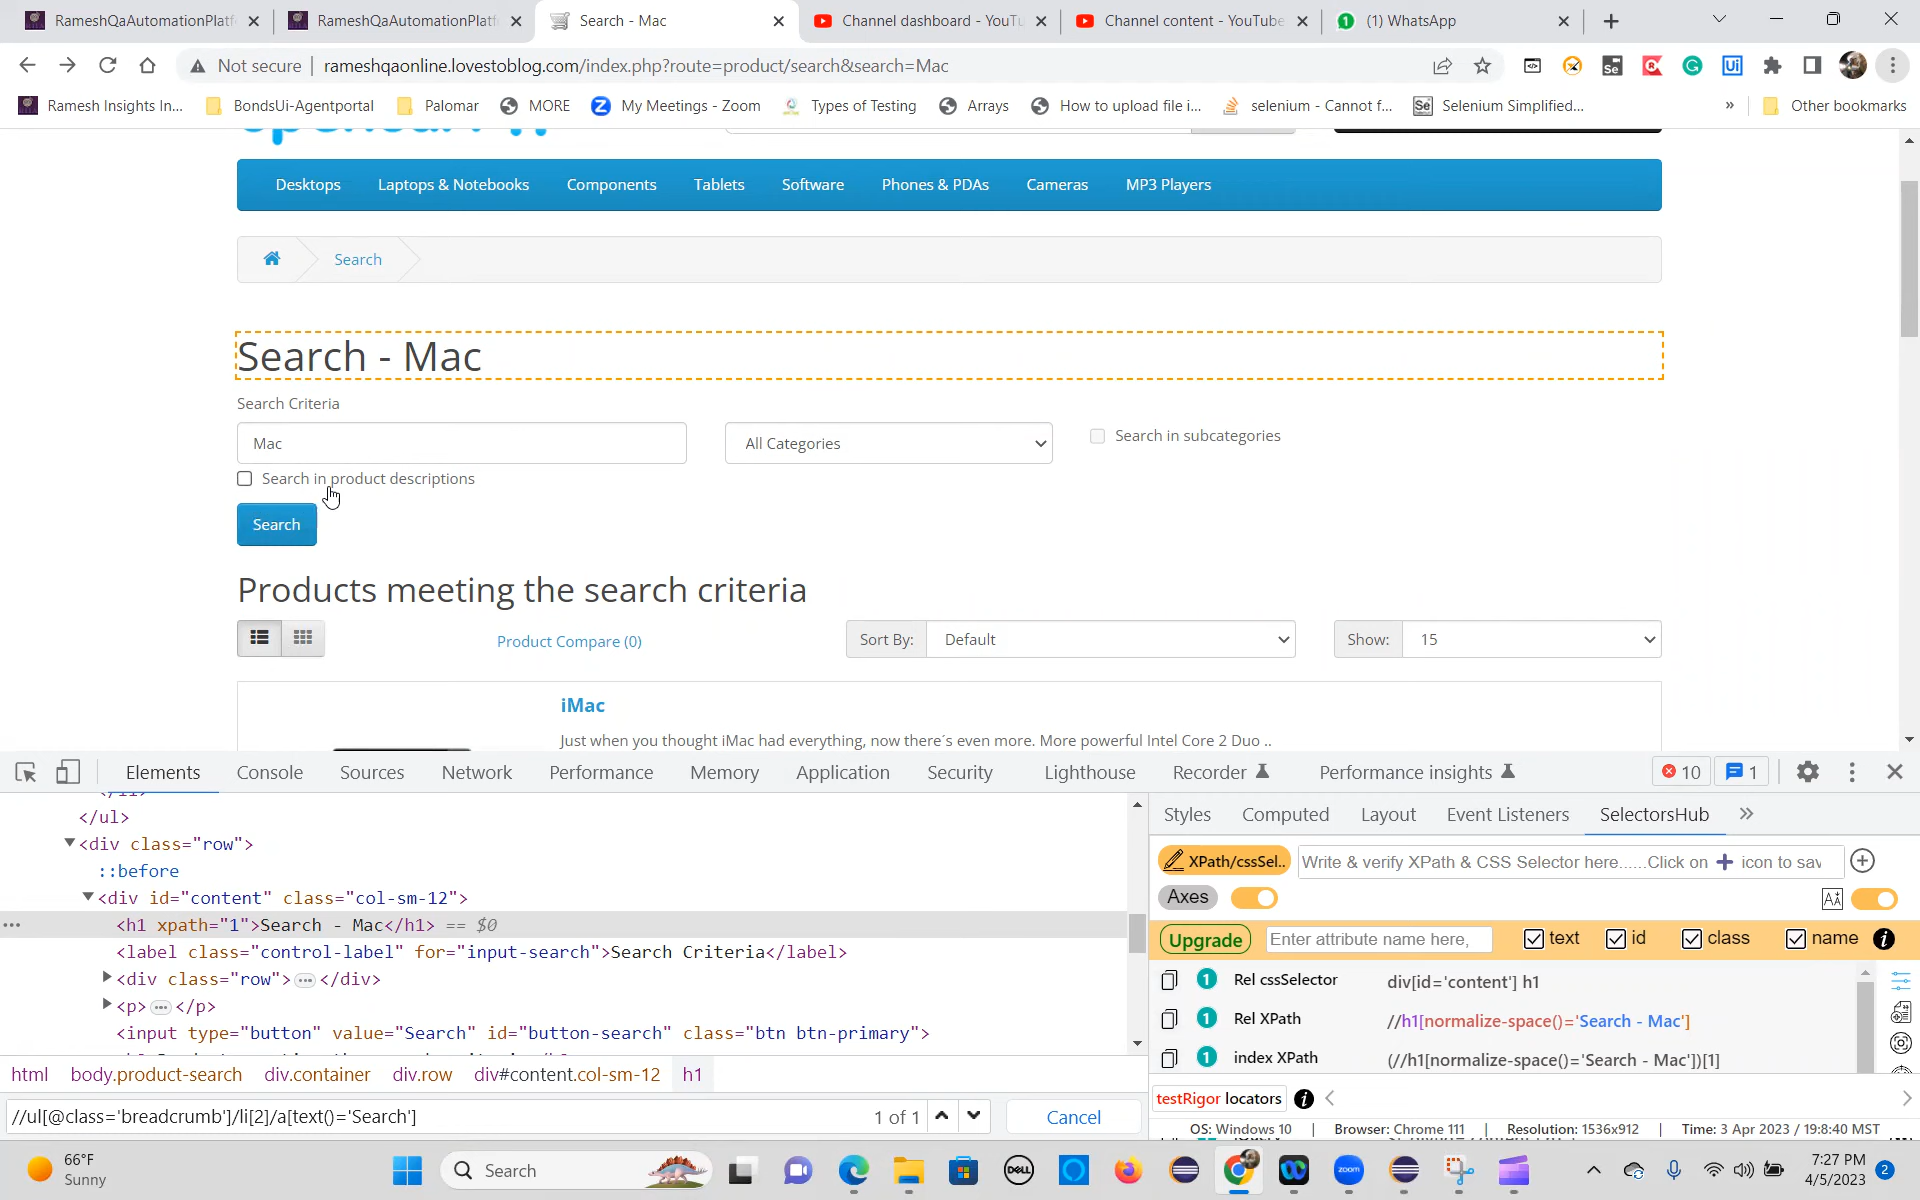 RameshQaAutomationPlatf
RameshQaAutomationPlatf
Search - Mac
Channel dashboard - YouTu
Channel content - YouTube
(1) WhatsApp
Not secure
rameshqaonline.lovestoblog.com/index.php?route=product/search&search=Mac
Ramesh Insights In...
BondsUi-Agentportal
Palomar
MORE
My Meetings - Zoom
Types of Testing
Arrays
How to upload file i...
selenium - Cannot f...
Selenium Simplified...
»
Other bookmarks
Desktops
Laptops & Notebooks
Components
Tablets
Software
Phones & PDAs
Cameras
MP3 Players
Search
Search - Mac
Search Criteria
Mac
All Categories
Search in subcategories
Search in product descriptions
Search
Products meeting the search criteria
Product Compare (0)
Sort By:
Default
Show:
15
iMac
Just when you thought iMac had everything, now there´s even more. More powerful Intel Core 2 Duo ..
Elements
Console
Sources
Network
Performance
Memory
Application
Security
Lighthouse
Recorder
Performance insights
10
1
</ul>
<div class="row">
::before
<div id="content" class="col-sm-12">
<h1 xpath="1">Search - Mac</h1> == $0
<label class="control-label" for="input-search">Search Criteria</label>
<div class="row">…</div>
<p>…</p>
<input type="button" value="Search" id="button-search" class="btn btn-primary">
html
body.product-search
div.container
div.row
div#content.col-sm-12
h1
//ul[@class='breadcrumb']/li[2]/a[text()='Search']
1 of 1
Cancel
Styles
Computed
Layout
Event Listeners
SelectorsHub
»
XPath/cssSel..
Write & verify XPath & CSS Selector here......Click on + icon to sav
Axes
Upgrade
Enter attribute name here,
text
id
class
name
1 Rel cssSelector div[id='content'] h1
1 Rel XPath //h1[normalize-space()='Search - Mac']
1 index XPath (//h1[normalize-space()='Search - Mac'])[1]
testRigor locators
OS: Windows 10 | Browser: Chrome 111 | Resolution: 1536x912 | Time: 3 Apr 2023 / 19:8:40 MST
66°F
Sunny
Search
DELL
zoom
7:27 PM
4/5/2023
2